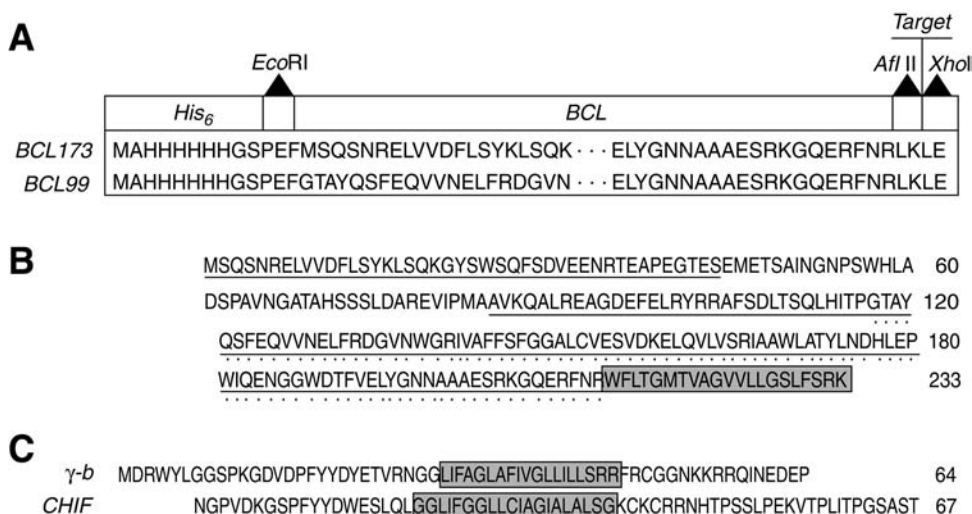 A
Target
EcoRI Afl II XhoI
His6 BCL
BCL173 MAHHHHHHGSPEFMSQSNRELVVDFLSYKLSQK···ELYGNNAAAESRKGQERFNRLKLE
BCL99 MAHHHHHHGSPEFGTAYQSFEQVVNELFRDGVN···ELYGNNAAAESRKGQERFNRLKLE
B
MSQSNRELVVDFLSYKLSQKGYSWSQFSDVEENRTEAPEGTESEMETSAINGNPSWHLA 60
DSPAVNGATAHSSSLDAREVIPMAAVKQALREAGDEFELRYRRAFSDLTSQLHITPGTAY 120
QSFEQVVNELFRDGVNWGRIVAFFSFGGALCVESVDKELQVLVSRIAAWLATYLNDHLEP 180
WIQENGGWDTFVELYGNNAAAESRKGQERFNRWFLTGMTVAGVVLLGSLFSRK 233
C
γ-b MDRWYLGGSPKGDVDPFYYDYETVRNGGLIFAGLAFIVGLLILLSRRFRCGGNKKRRQINEDEP 64
CHIF NGPVDKGSPFYYDWESLQLGGLIFGGLLCIAGIALALSGKCKCRRNHTPSSLPEKVTPLITPGSAST 67